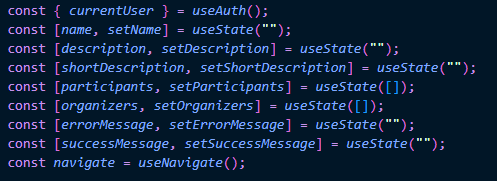 const { currentUser } = useAuth();
const [name, setName] = useState("");
const [description, setDescription] = useState("");
const [shortDescription, setShortDescription] = useState("");
const [participants, setParticipants] = useState([]);
const [organizers, setOrganizers] = useState([]);
const [errorMessage, setErrorMessage] = useState("");
const [successMessage, setSuccessMessage] = useState("");
const navigate = useNavigate();